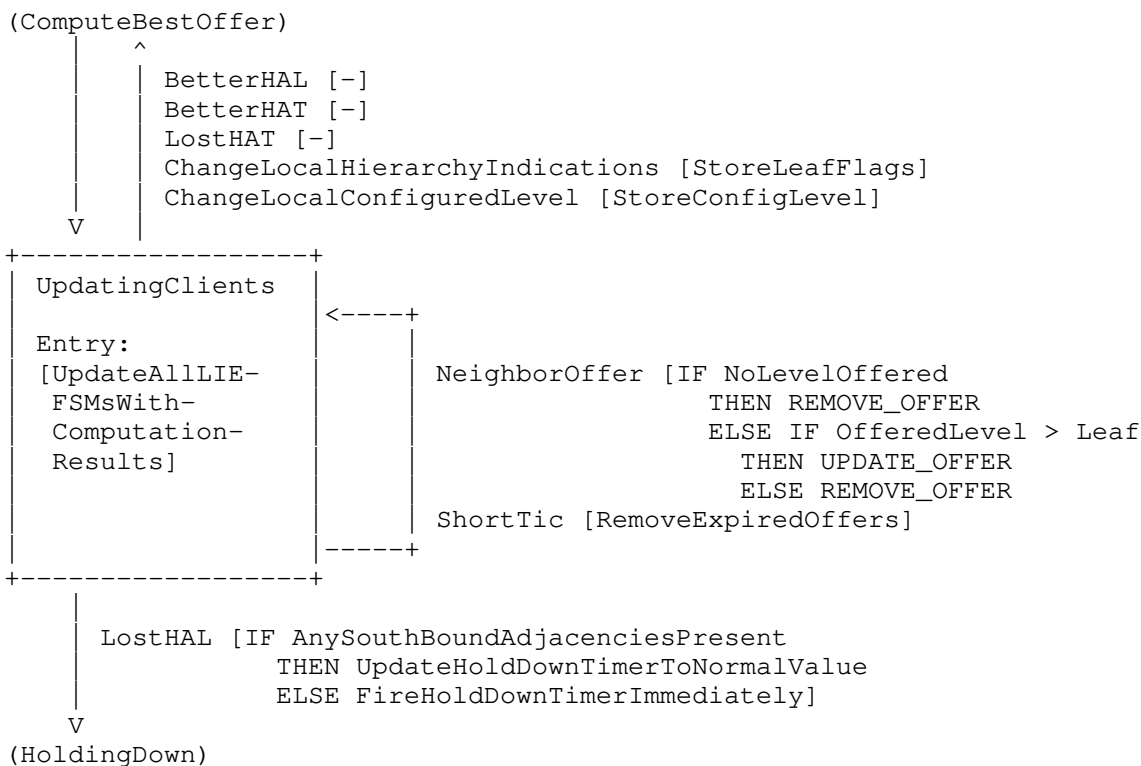 (ComputeBestOffer)
|    ^
|    | BetterHAL [-]
|    | BetterHAT [-]
|    | LostHAT [-]
|    | ChangeLocalHierarchyIndications [StoreLeafFlags]
|    | ChangeLocalConfiguredLevel [StoreConfigLevel]
V    |
+------------------+
| UpdatingClients  |
|                  |<----+
| Entry:           |     |
| [UpdateAllLIE-   |     | NeighborOffer [IF NoLevelOffered
|  FSMsWith-       |     |                  THEN REMOVE_OFFER
|  Computation-    |     |                  ELSE IF OfferedLevel > Leaf
|  Results]        |     |                    THEN UPDATE_OFFER
|                  |     |                    ELSE REMOVE_OFFER
|                  |     | ShortTic [RemoveExpiredOffers]
|                  |-----+
+------------------+
|
| LostHAL [IF AnySouthBoundAdjacenciesPresent
|            THEN UpdateHoldDownTimerToNormalValue
|            ELSE FireHoldDownTimerImmediately]
V
(HoldingDown)